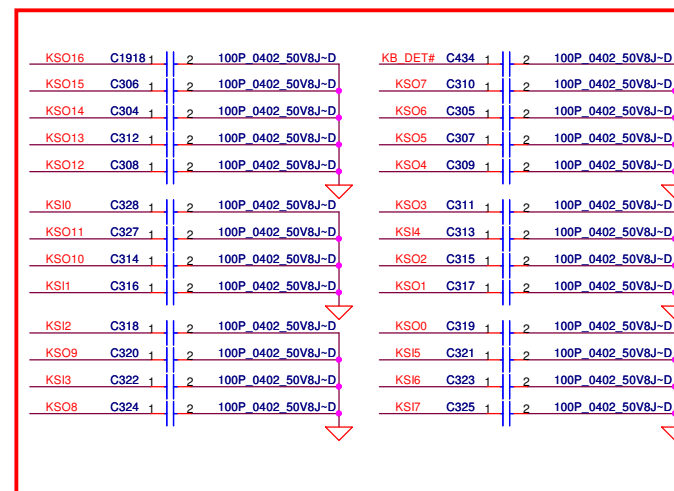 KSO16 C1918 1 2 100P_0402_50V8J~D KB_DET# C434 1 2 100P_0402_50V8J~D
KSO15 C306 1 2 100P_0402_50V8J~D KSO7 C310 1 2 100P_0402_50V8J~D
KSO14 C304 1 2 100P_0402_50V8J~D KSO6 C305 1 2 100P_0402_50V8J~D
KSO13 C312 1 2 100P_0402_50V8J~D KSO5 C307 1 2 100P_0402_50V8J~D
KSO12 C308 1 2 100P_0402_50V8J~D KSO4 C309 1 2 100P_0402_50V8J~D
KSI0 C328 1 2 100P_0402_50V8J~D KSO3 C311 1 2 100P_0402_50V8J~D
KSO11 C327 1 2 100P_0402_50V8J~D KSI4 C313 1 2 100P_0402_50V8J~D
KSO10 C314 1 2 100P_0402_50V8J~D KSO2 C315 1 2 100P_0402_50V8J~D
KSI1 C316 1 2 100P_0402_50V8J~D KSO1 C317 1 2 100P_0402_50V8J~D
KSI2 C318 1 2 100P_0402_50V8J~D KSO0 C319 1 2 100P_0402_50V8J~D
KSO9 C320 1 2 100P_0402_50V8J~D KSI5 C321 1 2 100P_0402_50V8J~D
KSI3 C322 1 2 100P_0402_50V8J~D KSI6 C323 1 2 100P_0402_50V8J~D
KSO8 C324 1 2 100P_0402_50V8J~D KSI7 C325 1 2 100P_0402_50V8J~D